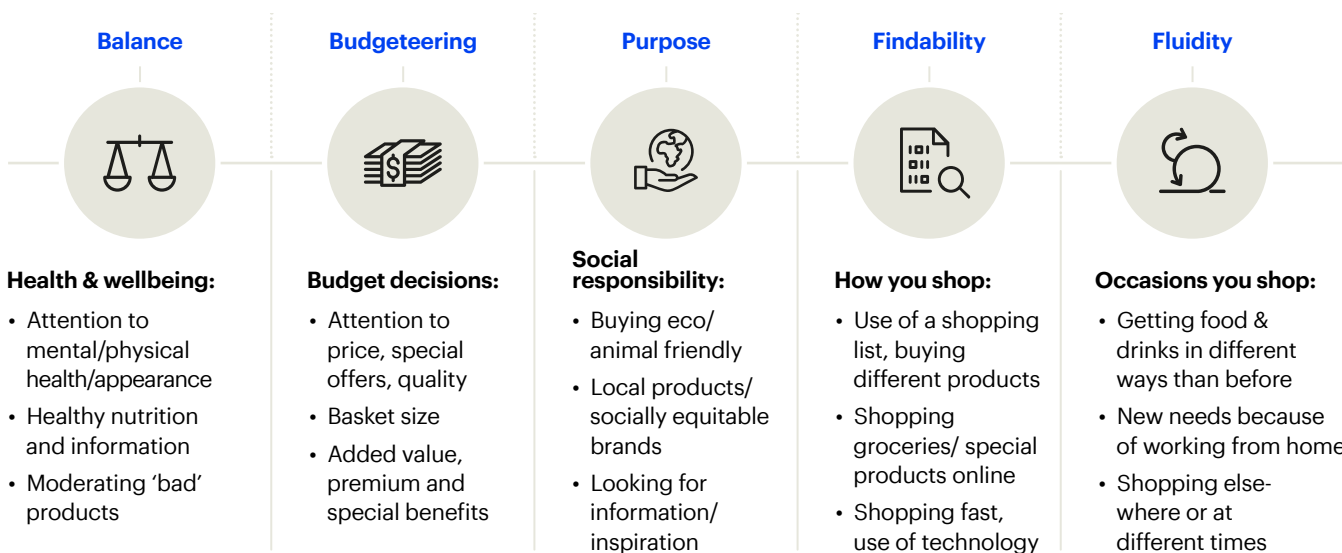 Balance
Health & wellbeing:
• Attention to
mental/physical
health/appearance
• Healthy nutrition
and information
• Moderating ‘bad’
products
Budgeteering
$
Budget decisions:
• Attention to
price, special
offers, quality
• Basket size
• Added value,
premium and
special benefits
Purpose
Social
responsibility:
• Buying eco/
animal friendly
• Local products/
socially equitable
brands
• Looking for
information/
inspiration
Findability
101
011
110
How you shop:
• Use of a shopping
list, buying
different products
• Shopping
groceries/ special
products online
• Shopping fast,
use of technology
Fluidity
Occasions you shop:
• Getting food &
drinks in different
ways than before
• New needs because
of working from home
• Shopping else-
where or at
different times